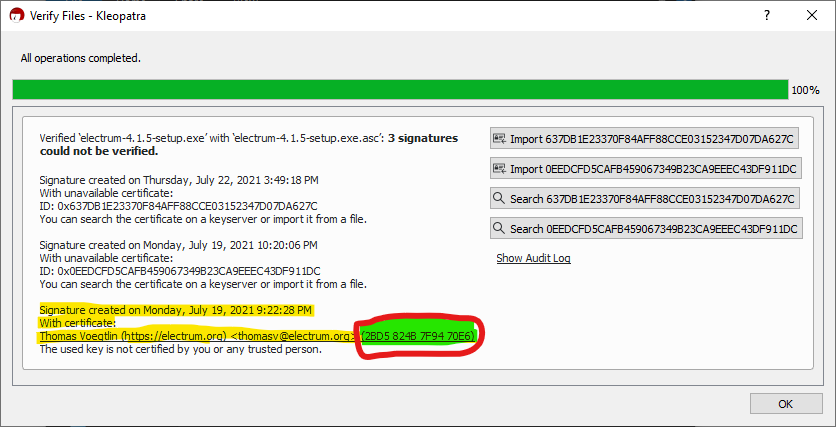 Verify Files - Kleopatra
All operations completed.
100%
Verified ‘electrum-4.1.5-setup.exe’ with ‘electrum-4.1.5-setup.exe.asc’: 3 signatures
could not be verified.
Signature created on Thursday, July 22, 2021 3:49:18 PM
With unavailable certificate:
ID: 0x637DB1E23370F84AFF88CCE03152347D07DA627C
You can search the certificate on a keyserver or import it from a file.
Signature created on Monday, July 19, 2021 10:20:06 PM
With unavailable certificate:
ID: 0x0EEDCFD5CAFB459067349B23CA9EEEC43DF911DC
You can search the certificate on a keyserver or import it from a file.
Signature created on Monday, July 19, 2021 9:22:28 PM
With certificate:
Thomas Voegtlin (https://electrum.org) <thomasv@electrum.org> (2BD5 824B 7F94 70E6)
The used key is not certified by you or any trusted person.
Import 637DB1E23370F84AFF88CCE03152347D07DA627C
Import 0EEDCFD5CAFB459067349B23CA9EEEC43DF911DC
Search 637DB1E23370F84AFF88CCE03152347D07DA627C
Search 0EEDCFD5CAFB459067349B23CA9EEEC43DF911DC
Show Audit Log
OK